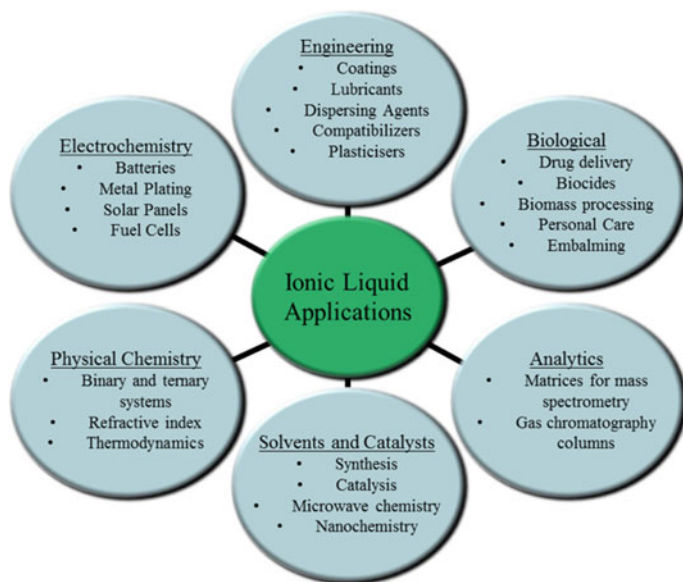 Engineering
• Coatings
• Lubricants
• Dispersing Agents
• Compatibilizers
• Plasticisers
Electrochemistry
• Batteries
• Metal Plating
• Solar Panels
• Fuel Cells
Biological
• Drug delivery
• Biocides
• Biomass processing
• Personal Care
• Embalming
Ionic Liquid
Applications
Physical Chemistry
• Binary and ternary
systems
• Refractive index
• Thermodynamics
Analytics
• Matrices for mass
spectrometry
• Gas chromatography
columns
Solvents and Catalysts
• Synthesis
• Catalysis
• Microwave chemistry
• Nanochemistry